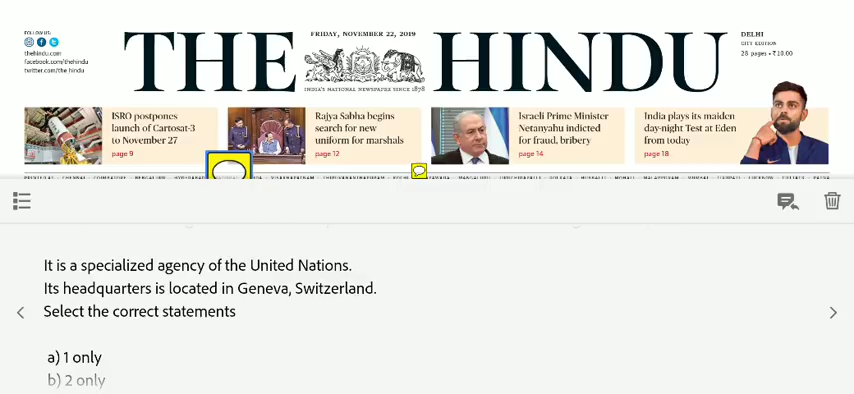 FOLLOW US:
thehindu.com
facebook.com/thehindu
twitter.com/the hindu
FRIDAY, NOVEMBER 22, 2019
THE HINDU
INDIA'S NATIONAL NEWSPAPER SINCE 1878
DELHI
CITY EDITION
28 pages • ₹10.00
ISRO postpones
launch of Cartosat-3
to November 27
page 9
Rajya Sabha begins
search for new
uniform for marshals
page 12
Israeli Prime Minister
Netanyahu indicted
for fraud, bribery
page 14
India plays its maiden
day-night Test at Eden
from today
page 18
It is a specialized agency of the United Nations.
Its headquarters is located in Geneva, Switzerland.
Select the correct statements
a) 1 only
b) 2 only